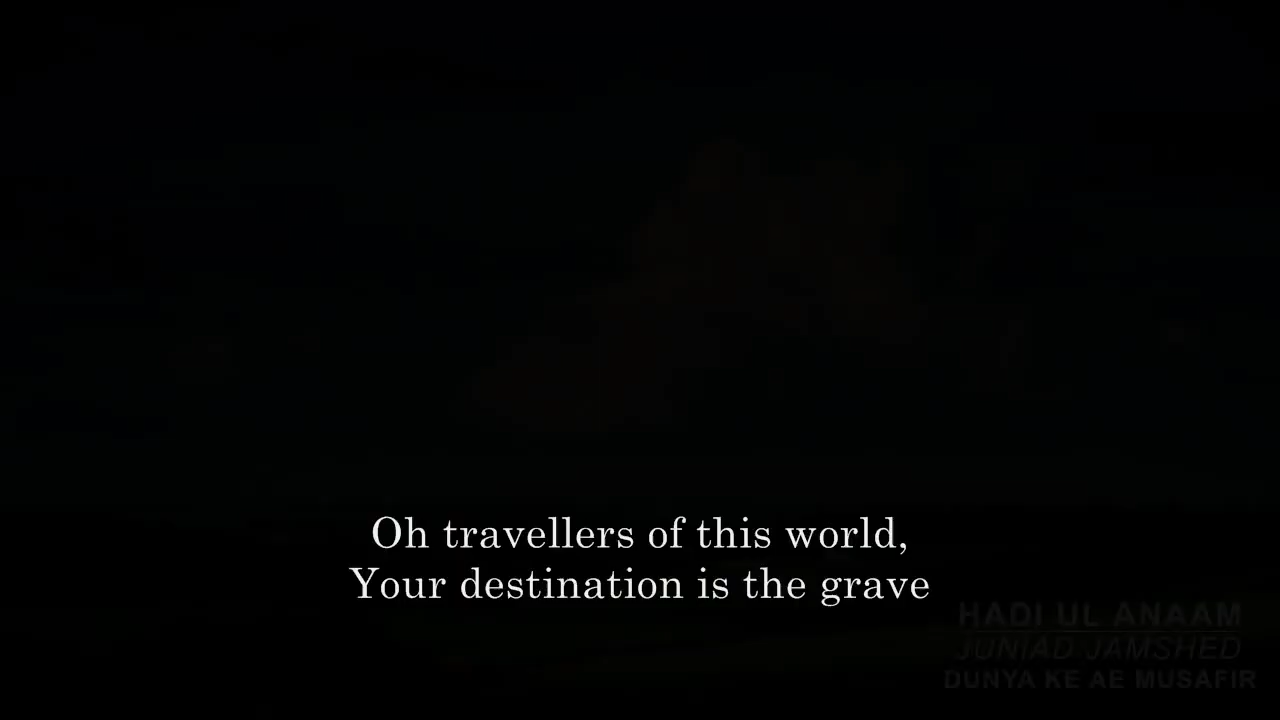 Oh travellers of this world,
Your destination is the grave
HADI UL ANAAM
JUNIAD JAMSHED
DUNYA KE AE MUSAFIR